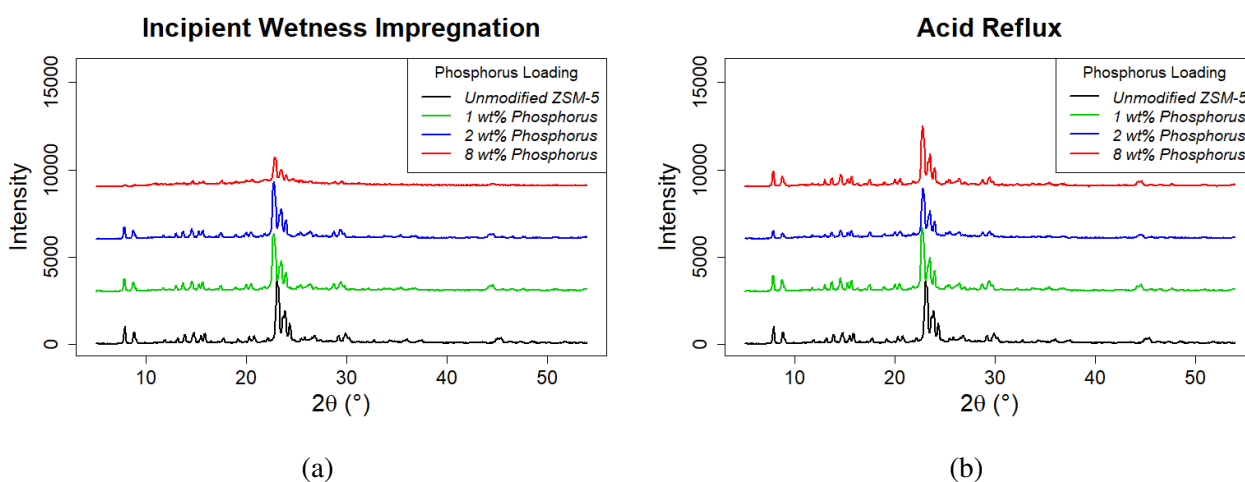 Incipient Wetness Impregnation
Intensity
0 5000 10000 15000
Phosphorus Loading
Unmodified ZSM-5
1 wt% Phosphorus
2 wt% Phosphorus
8 wt% Phosphorus
10 20 30 40 50
2θ (°)
(a)
Acid Reflux
Intensity
0 5000 10000 15000
Phosphorus Loading
Unmodified ZSM-5
1 wt% Phosphorus
2 wt% Phosphorus
8 wt% Phosphorus
10 20 30 40 50
2θ (°)
(b)